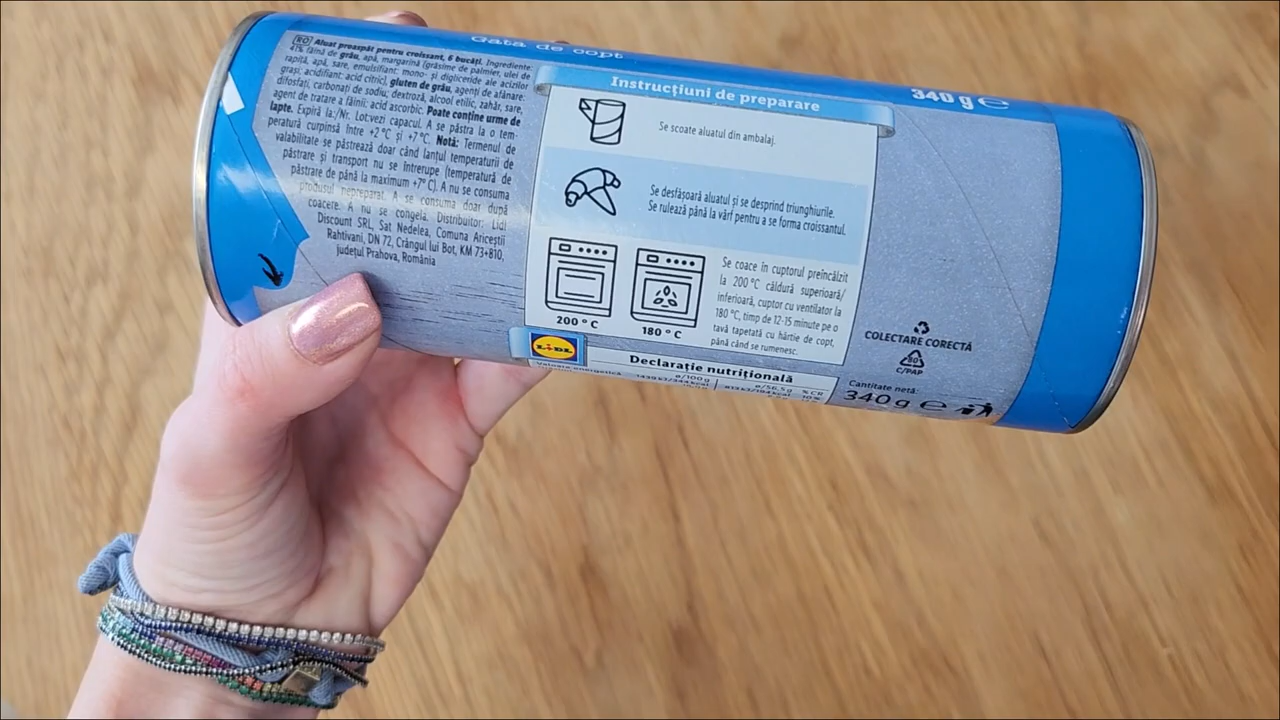 Gata de copt
340 g ℮
RO Aluat proaspăt pentru croissant, 6 bucăți. Ingrediente:
41% făină de grâu, apă, margarină (grăsime de palmier, ulei de
rapiță, apă, sare, emulsifiant: mono- și digliceride ale acizilor
grași; acidifiant: acid citric), gluten de grâu, agenți de afânare:
difosfați, carbonați de sodiu; dextroză, alcool etilic, zahăr, sare,
agent de tratare a făinii: acid ascorbic. Poate conține urme de
lapte. Expiră la:/Nr. Lot:vezi capacul. A se păstra la o tem-
peratură curpinsă între +2 °C și +7 °C. Notă: Termenul de
valabilitate se păstrează doar când lanțul temperaturii de
păstrare și transport nu se întrerupe (temperatura de
păstrare de până la maximum +7° C). A nu se consuma
produsul nepreparat. A se consuma doar după
coacere. A nu se congela. Distribuitor: Lidl
Discount SRL, Sat Nedelea, Comuna Ariceștii
Rahtivani, DN 72, Crângul lui Bot, KM 73+810,
județul Prahova, România
Instrucțiuni de preparare
Se scoate aluatul din ambalaj.
Se desfășoară aluatul și se desprind triunghiurile.
Se rulează până la vârf pentru a se forma croissantul.
200 ° C
180 ° C
Se coace în cuptorul preîncălzit
la 200 °C căldură superioară/
inferioară, cuptor cu ventilator la
180 °C, timp de 12-15 minute pe o
tavă tapetată cu hârtie de copt,
până când se rumenesc.
LIDL
Declarație nutrițională
ø/100 g
ø/56,5 g
% CR
COLECTARE CORECTĂ
C/PAP
Cantitate netă:
340 g ℮